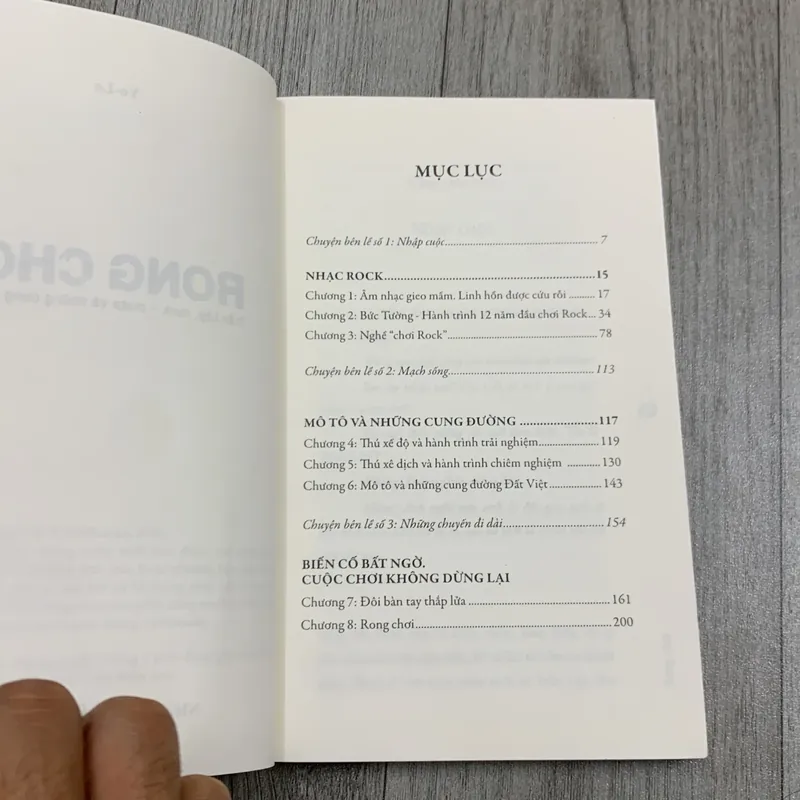 MỤC LỤC
Chuyện bên lề số 1: Nhập cuộc........................................ 7
NHẠC ROCK........................................15
Chương 1: Âm nhạc gieo mầm. Linh hồn được cứu rỗi .........17
Chương 2: Bức Tường - Hành trình 12 năm đầu chơi Rock...34
Chương 3: Nghề “chơi Rock”........................................78
Chuyện bên lề số 2: Mạch sống........................................113
MÔ TÔ VÀ NHỮNG CUNG ĐƯỜNG ......................117
Chương 4: Thú xế độ và hành trình trải nghiệm...............119
Chương 5: Thú xê dịch và hành trình chiêm nghiệm .........130
Chương 6: Mô tô và những cung đường Đất Việt.............143
Chuyện bên lề số 3: Những chuyến đi dài.........................154
BIẾN CỐ BẤT NGỜ.
CUỘC CHƠI KHÔNG DỪNG LẠI
Chương 7: Đôi bàn tay thắp lửa ....................................161
Chương 8: Rong chơi..................................................200
RONG CHƠ